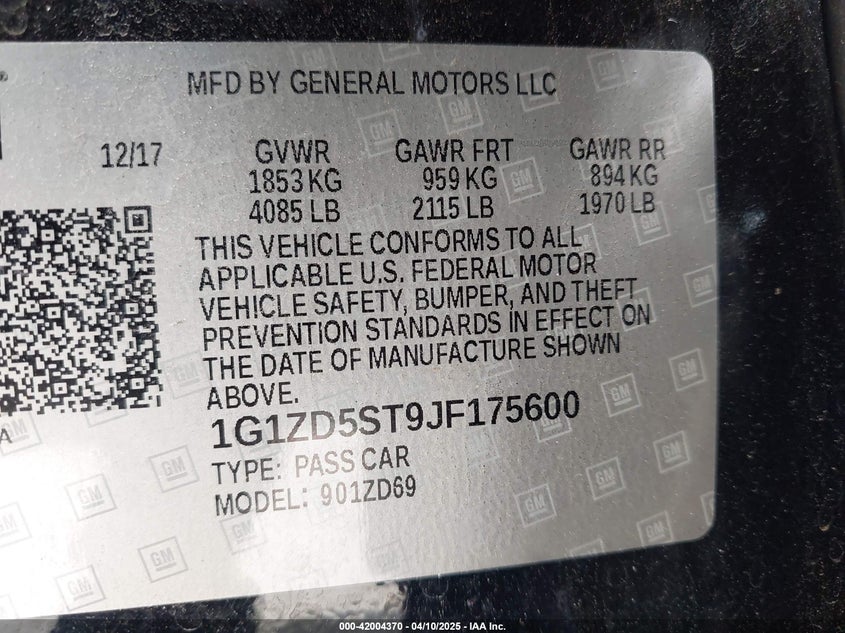 MFD BY GENERAL MOTORS LLC
12/17 GVWR GAWR FRT GAWR RR
1853 KG 959 KG 894 KG
4085 LB 2115 LB 1970 LB
THIS VEHICLE CONFORMS TO ALL
APPLICABLE U.S. FEDERAL MOTOR
VEHICLE SAFETY, BUMPER, AND THEFT
PREVENTION STANDARDS IN EFFECT ON
THE DATE OF MANUFACTURE SHOWN
ABOVE.
1G1ZD5ST9JF175600
TYPE: PASS CAR
MODEL: 901ZD69
GM
000-42004370 - 04/10/2025 - IAA Inc.